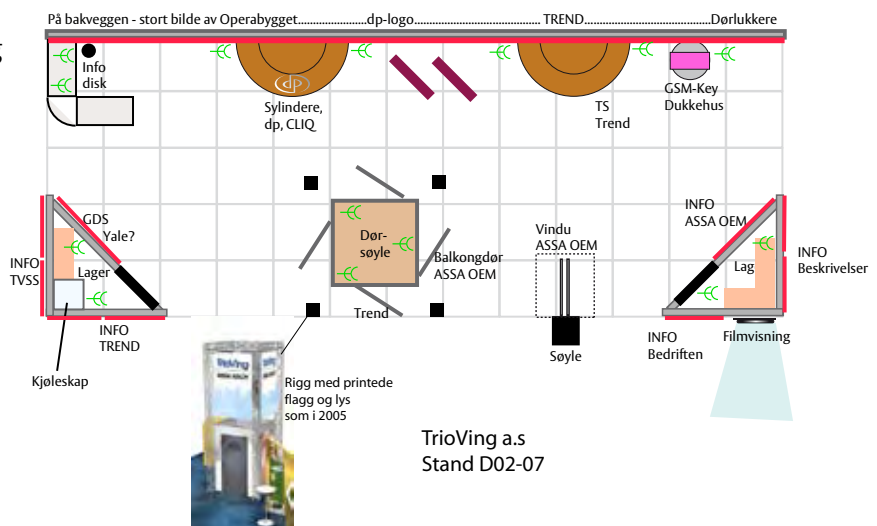 På bakveggen - stort bilde av Operabygget.....................dp-logo................................ TREND...............................Dørlukkere
Info
disk
dp
Sylindere,
dp, CLIQ
TS
Trend
GSM-Key
Dukkehus
GDS
Yale?
Lager
INFO
TVSS
INFO
TREND
Kjøleskap
Dør-
søyle
Balkongdør
ASSA OEM
Trend
Vindu
ASSA OEM
Søyle
INFO
ASSA OEM
Lag
INFO
Beskrivelser
INFO
Bedriften
Filmvisning
Rigg med printede
flagg og lys
som i 2005
TrioVing
TrioVing a.s
Stand D02-07